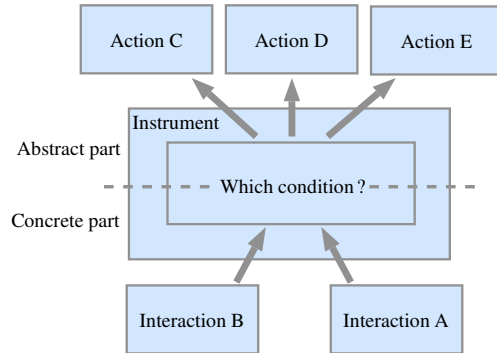 Action C
Action D
Action E
Instrument
Abstract part
Which condition ?
Concrete part
Interaction B
Interaction A